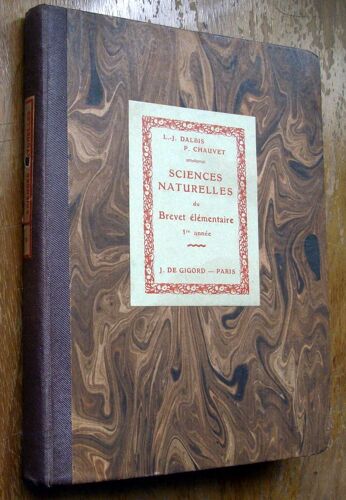 L.-J. DALBIS
P. CHAUVET
SCIENCES
NATURELLES
du
Brevet élémentaire
1re année
J. DE GIGORD — PARIS